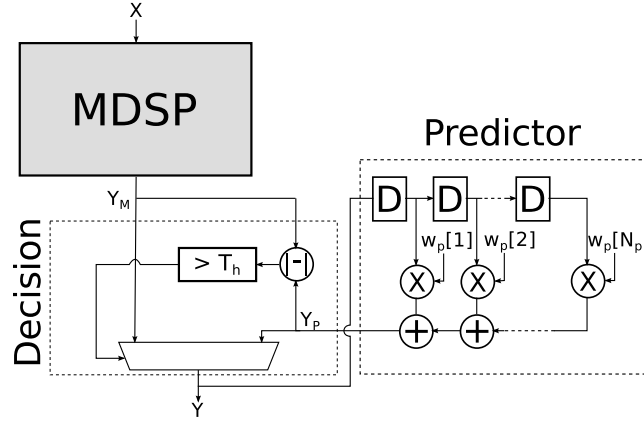 X
MDSP
Predictor
Y_M
D D D
Decision
w_p[1] w_p[2] w_p[N_p]
> T_h
|-|
X X X
Y_P
+ +
Y